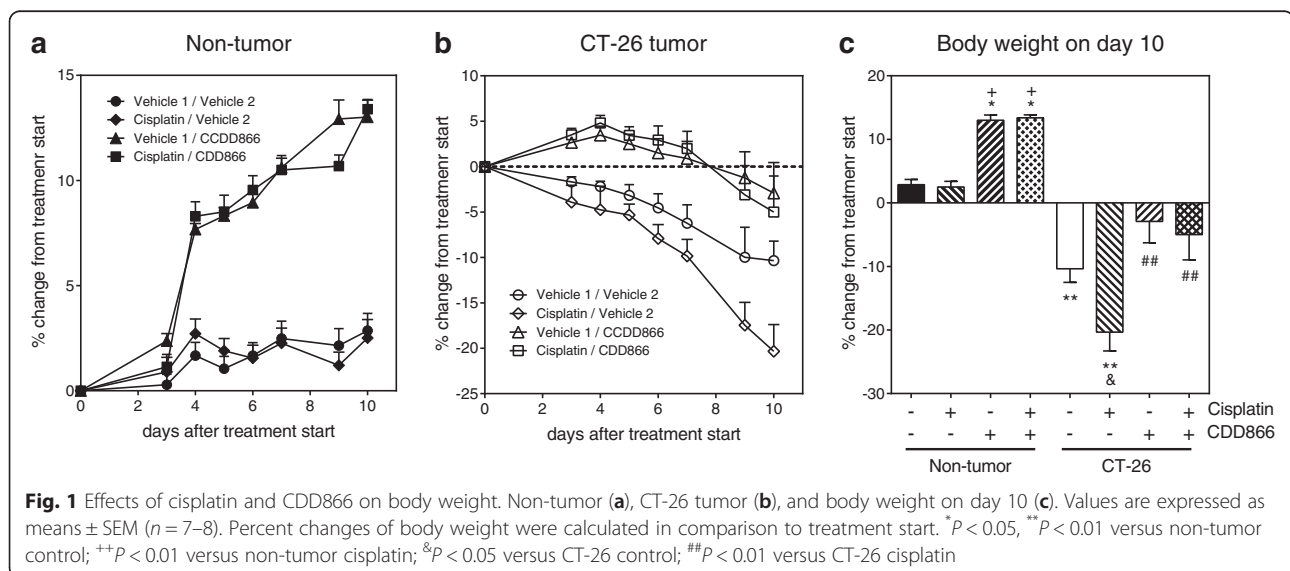 a Non-tumor
15
10
5
0
% change from treatmenr start
Vehicle 1 / Vehicle 2
Cisplatin / Vehicle 2
Vehicle 1 / CCDD866
Cisplatin / CDD866
0 2 4 6 8 10
days after treatment start
b CT-26 tumor
10
5
0
-5
-10
-15
-20
-25
% change from treatmenr start
Vehicle 1 / Vehicle 2
Cisplatin / Vehicle 2
Vehicle 1 / CCDD866
Cisplatin / CDD866
0 2 4 6 8 10
days after treatment start
c Body weight on day 10
20
10
0
-10
-20
-30
% change from treatmenr start
+ +
* *
** ## ##
**
&
- + - + - + - + Cisplatin
- - + + - - + + CDD866
Non-tumor CT-26
Fig. 1 Effects of cisplatin and CDD866 on body weight. Non-tumor (a), CT-26 tumor (b), and body weight on day 10 (c). Values are expressed as
means ± SEM (n = 7–8). Percent changes of body weight were calculated in comparison to treatment start. *P < 0.05, **P < 0.01 versus non-tumor
control; ++P < 0.01 versus non-tumor cisplatin; &P < 0.05 versus CT-26 control; ##P < 0.01 versus CT-26 cisplatin